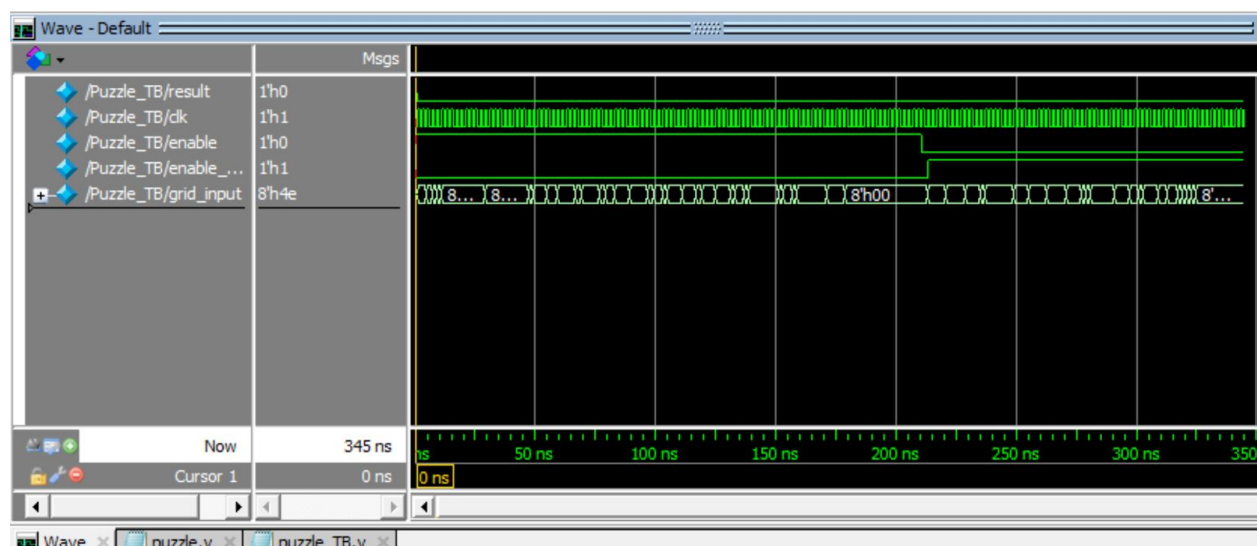 Wave - Default
Msgs
/Puzzle_TB/result 1'h0
/Puzzle_TB/clk 1'h1
/Puzzle_TB/enable 1'h0
/Puzzle_TB/enable_... 1'h1
/Puzzle_TB/grid_input 8'h4e 8... 8... 8'h00 8'...
Now 345 ns
ns 50 ns 100 ns 150 ns 200 ns 250 ns 300 ns 350
Cursor 1 0 ns 0 ns
Wave puzzle.v puzzle_TB.v